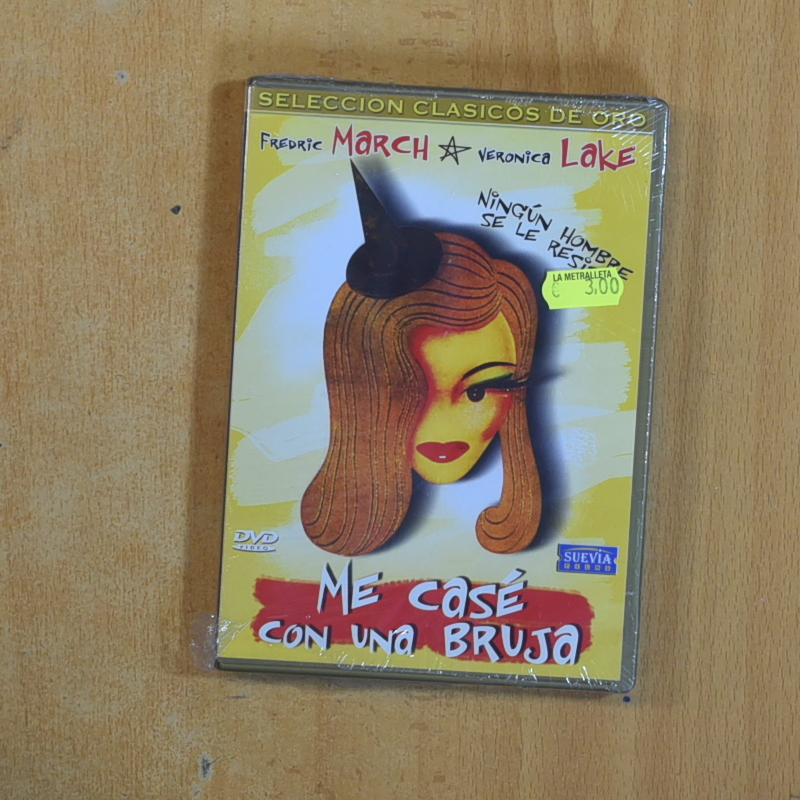 SELECCION CLASICOS DE ORO
FREDRIC MARCH VERONICA LAKE
NINGÚN HOMBRE
SE LE
LA METRALLETA
€ 3.00
DVD
VIDEO
SUEVIA
FILMS
ME CASÉ
CON UNA BRUJA